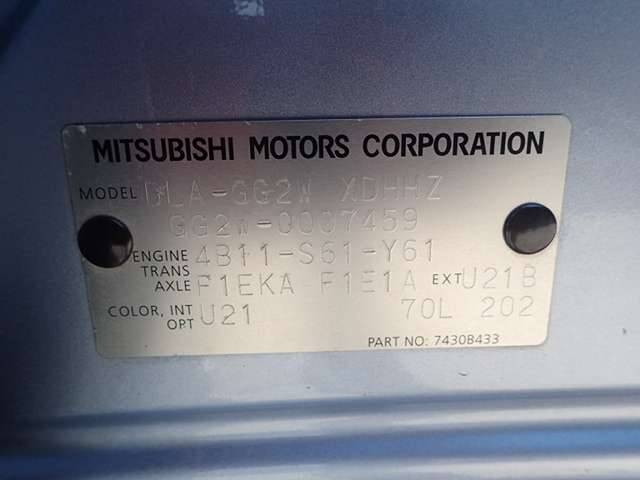 MITSUBISHI MOTORS CORPORATION
MODEL DLA-GG2W XDHHZ
GG2W-0007459
ENGINE 4B11-S61-Y61
TRANS AXLE F1EKA F1E1A EXT U21B
COLOR, INT OPT U21 70L 202
PART NO: 7430B433